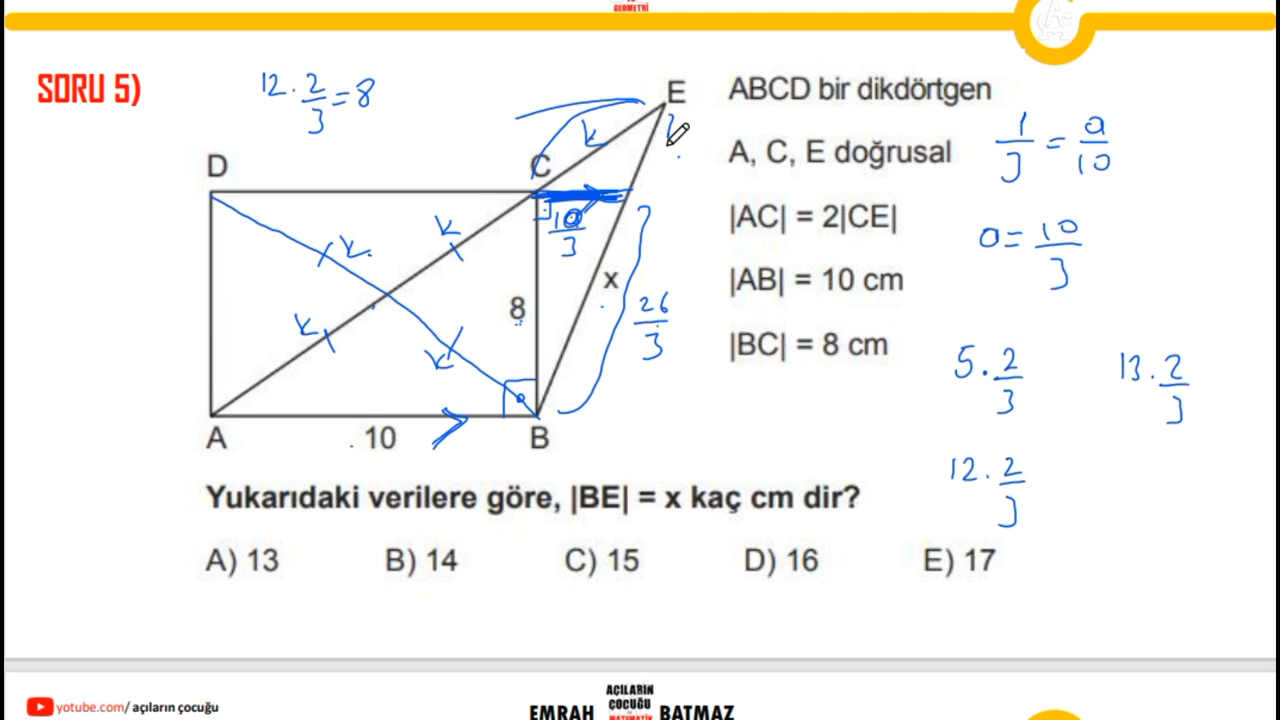 GEOMETRİ
SORU 5)
12 . 2/3 = 8
E
ABCD bir dikdörtgen
k
1/3 = a/10
D
C
A, C, E doğrusal
10/3
k
k
|AC| = 2|CE|
a = 10/3
x
|AB| = 10 cm
8
26/3
k
k
|BC| = 8 cm
5 . 2/3
13 . 2/3
A
10
B
12 . 2/3
Yukarıdaki verilere göre, |BE| = x kaç cm dir?
A) 13 B) 14 C) 15 D) 16 E) 17
yotube.com/ açıların çocuğu
AÇILARIN
ÇOCUĞU
EMRAH MATEMATİK BATMAZ